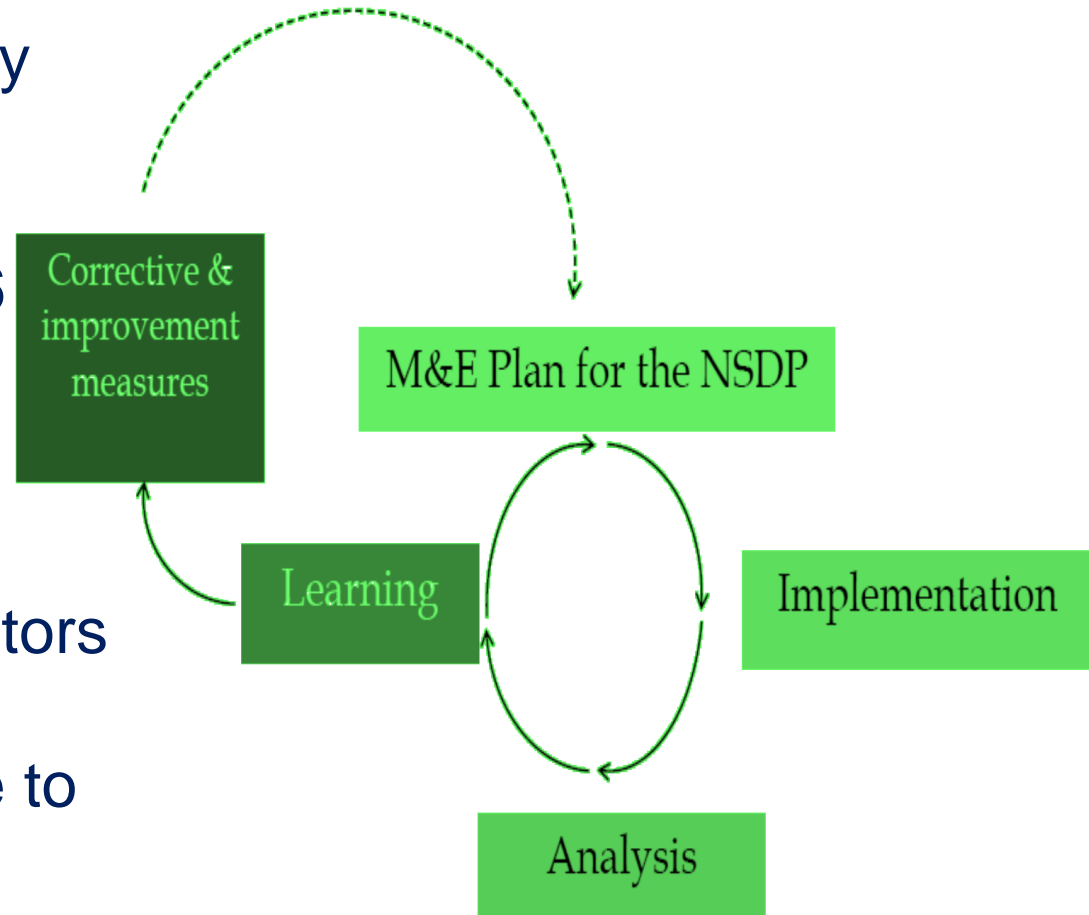 y
s
Corrective &
improvement
measures
M&E Plan for the NSDP
Learning
Implementation
tors
e to
Analysis